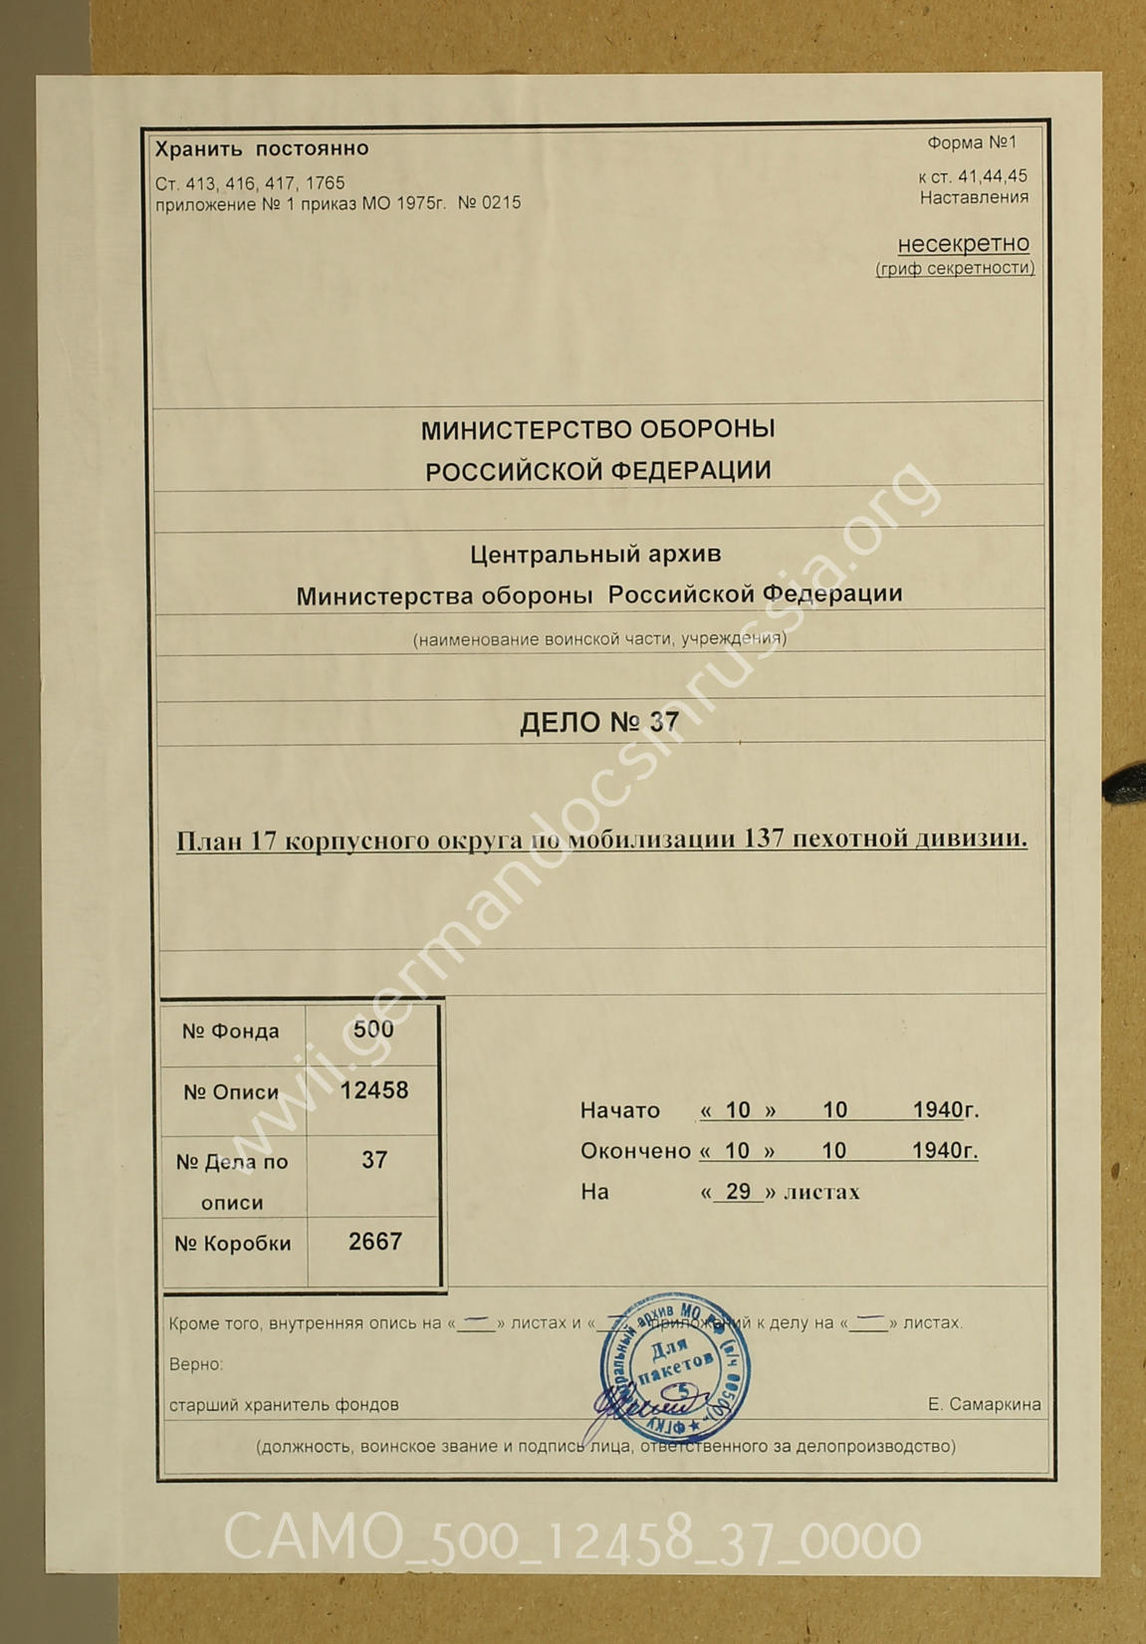 Хранить постоянно
Форма №1
Ст. 413, 416, 417, 1765
к ст. 41,44,45
приложение № 1 приказ МО 1975г. № 0215
Наставления
несекретно
(гриф секретности)
МИНИСТЕРСТВО ОБОРОНЫ
РОССИЙСКОЙ ФЕДЕРАЦИИ
Центральный архив
Министерства обороны Российской Федерации
(наименование воинской части, учреждения)
ДЕЛО № 37
План 17 корпусного округа по мобилизации 137 пехотной дивизии.
№ Фонда 500
№ Описи 12458
№ Дела по описи 37
№ Коробки 2667
Начато « 10 » 10 1940г.
Окончено « 10 » 10 1940г.
На « 29 » листах
Кроме того, внутренняя опись на « — » листах и « — » приложений к делу на « — » листах.
Верно:
старший хранитель фондов
Е. Самаркина
(должность, воинское звание и подпись лица, ответственного за делопроизводство)
Для
пакетов
5
www.germandocsinrussia.org
CAMO_500_12458_37_0000